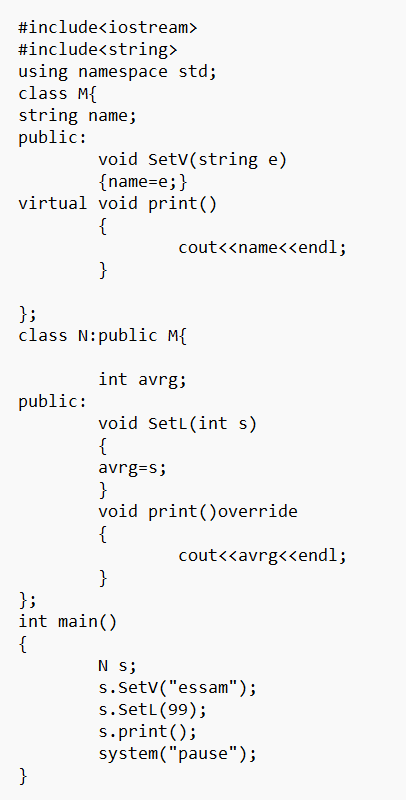 #include<iostream>
#include<string>
using namespace std;
class M{
string name;
public:
        void SetV(string e)
        {name=e;}
virtual void print()
        {
                cout<<name<<endl;
        }

};
class N:public M{

        int avrg;
public:
        void SetL(int s)
        {
        avrg=s;
        }
        void print()override
        {
                cout<<avrg<<endl;
        }
};
int main()
{
        N s;
        s.SetV("essam");
        s.SetL(99);
        s.print();
        system("pause");
}